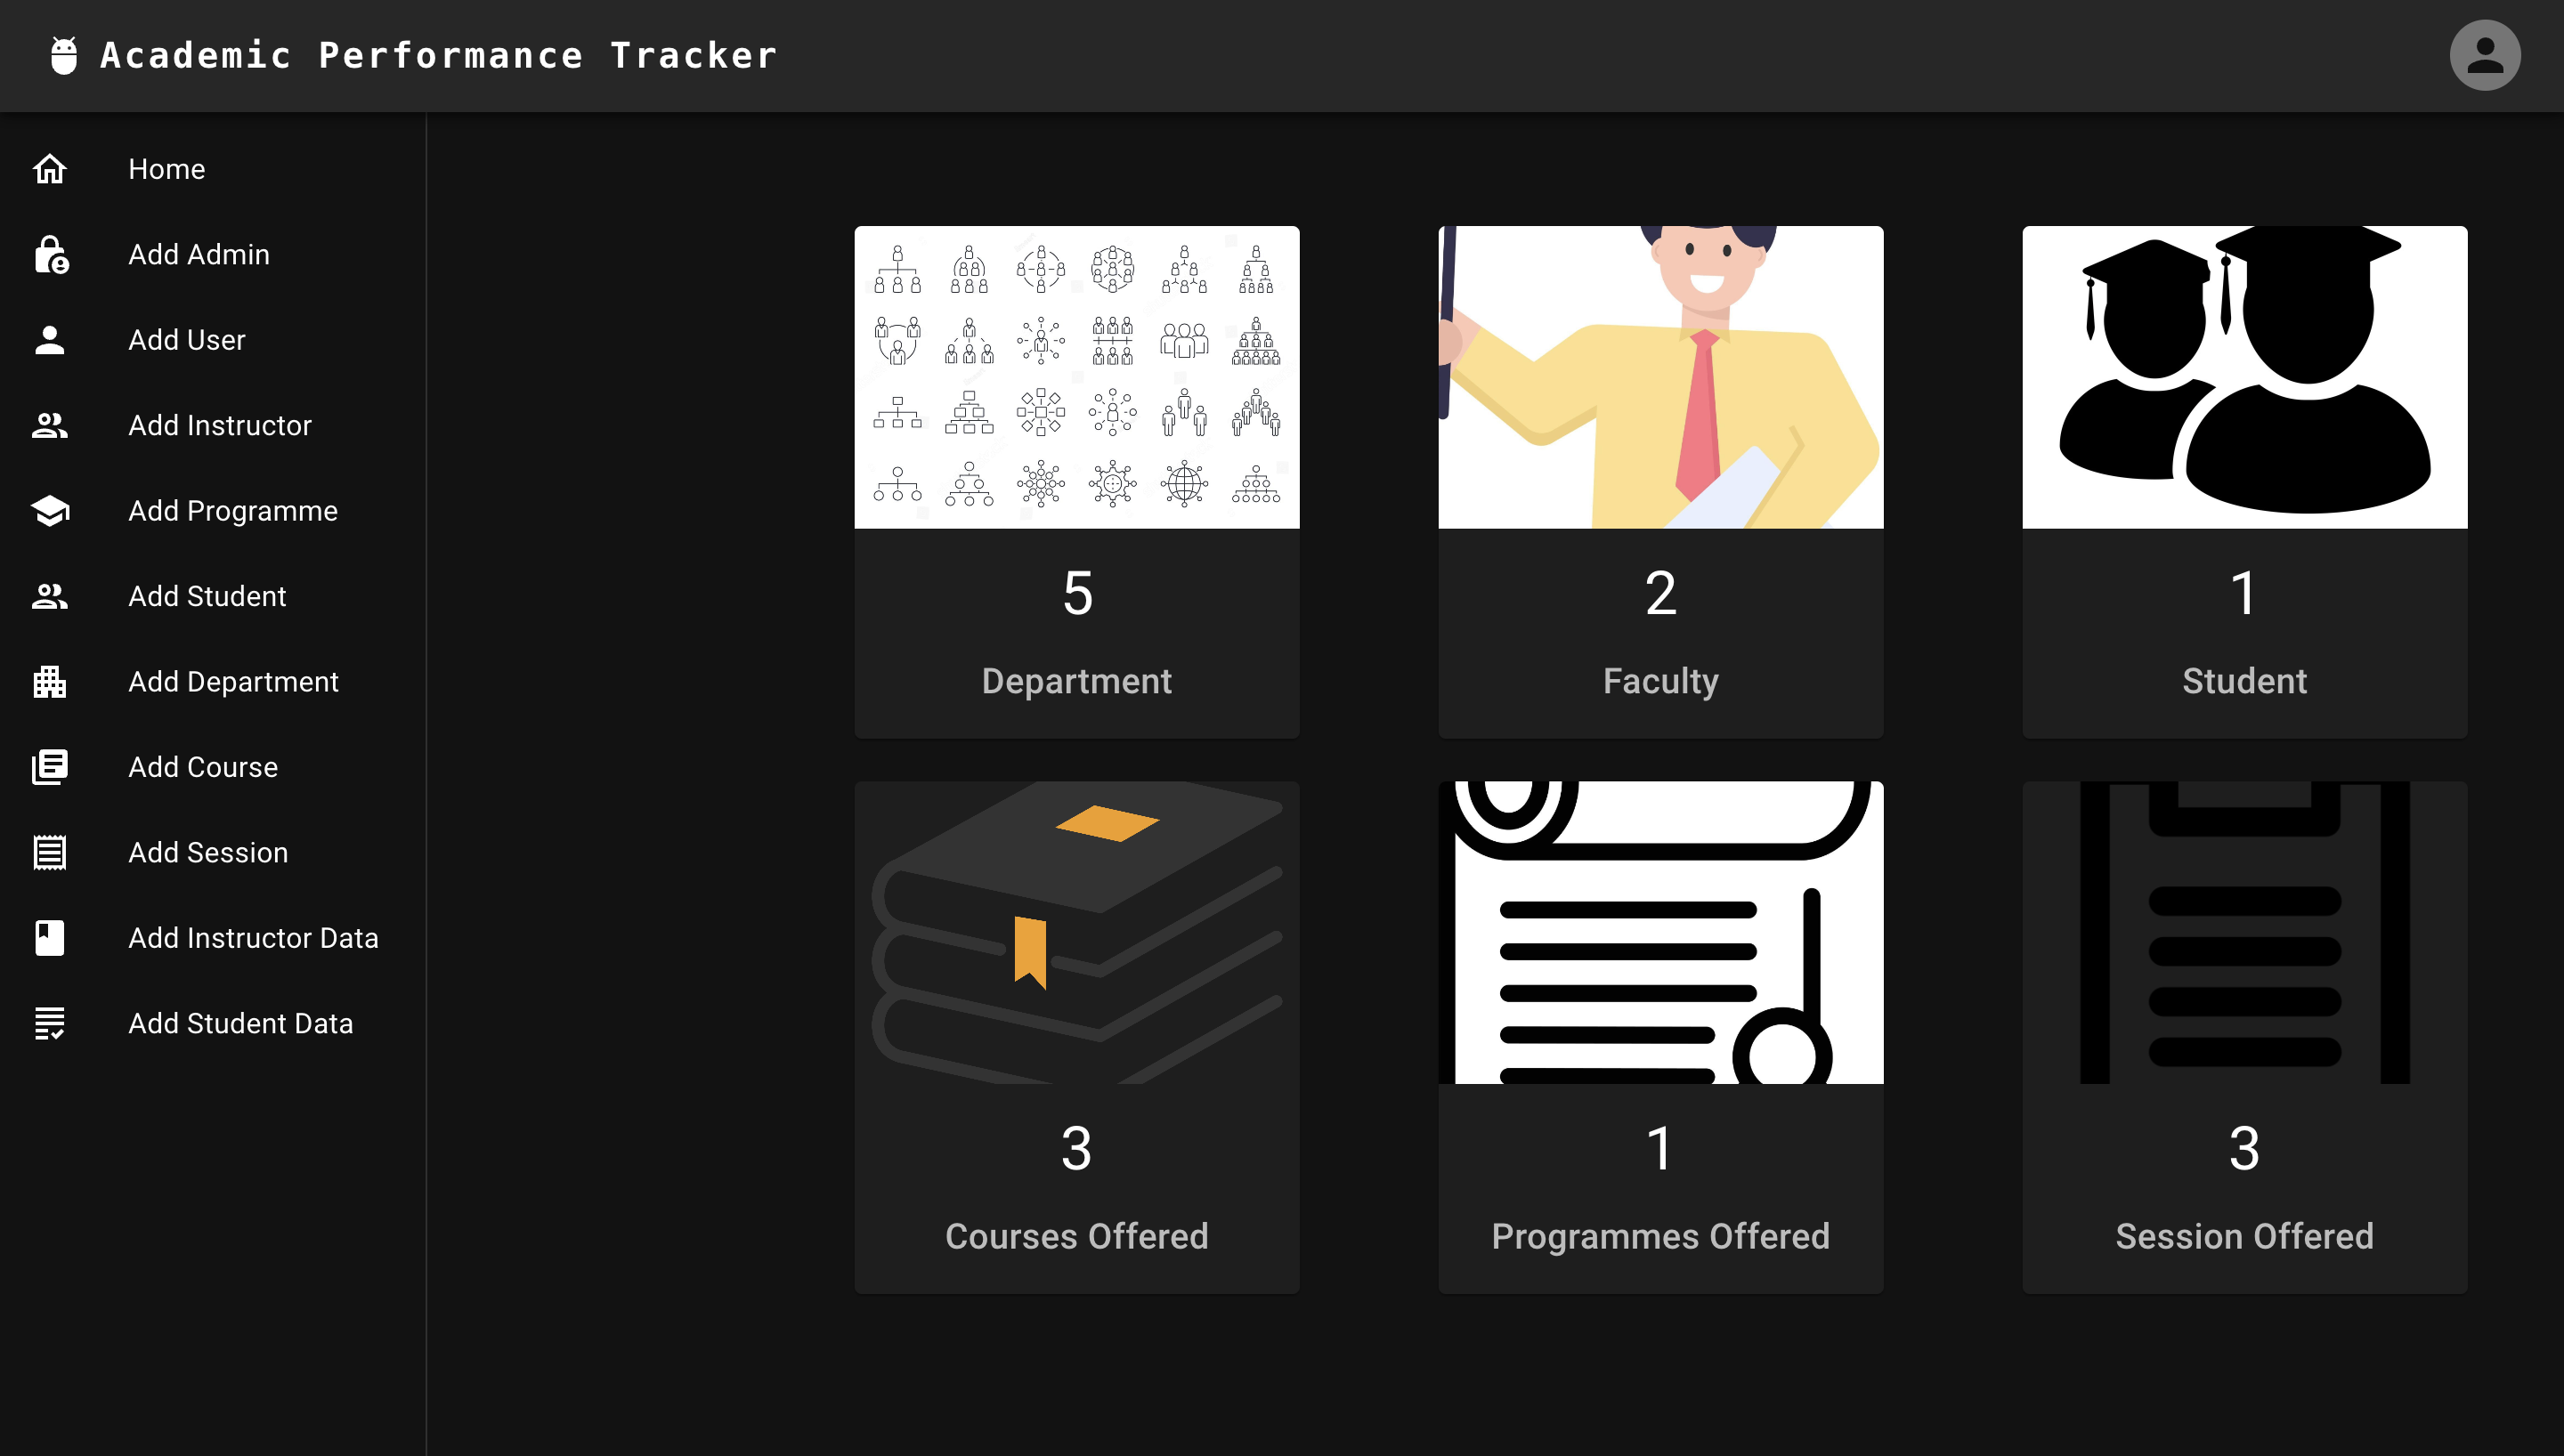 Academic Performance Tracker
Home
Add Admin
Add User
Add Instructor
Add Programme
Add Student
Add Department
Add Course
Add Session
Add Instructor Data
Add Student Data
5
Department
2
Faculty
1
Student
3
Courses Offered
1
Programmes Offered
3
Session Offered